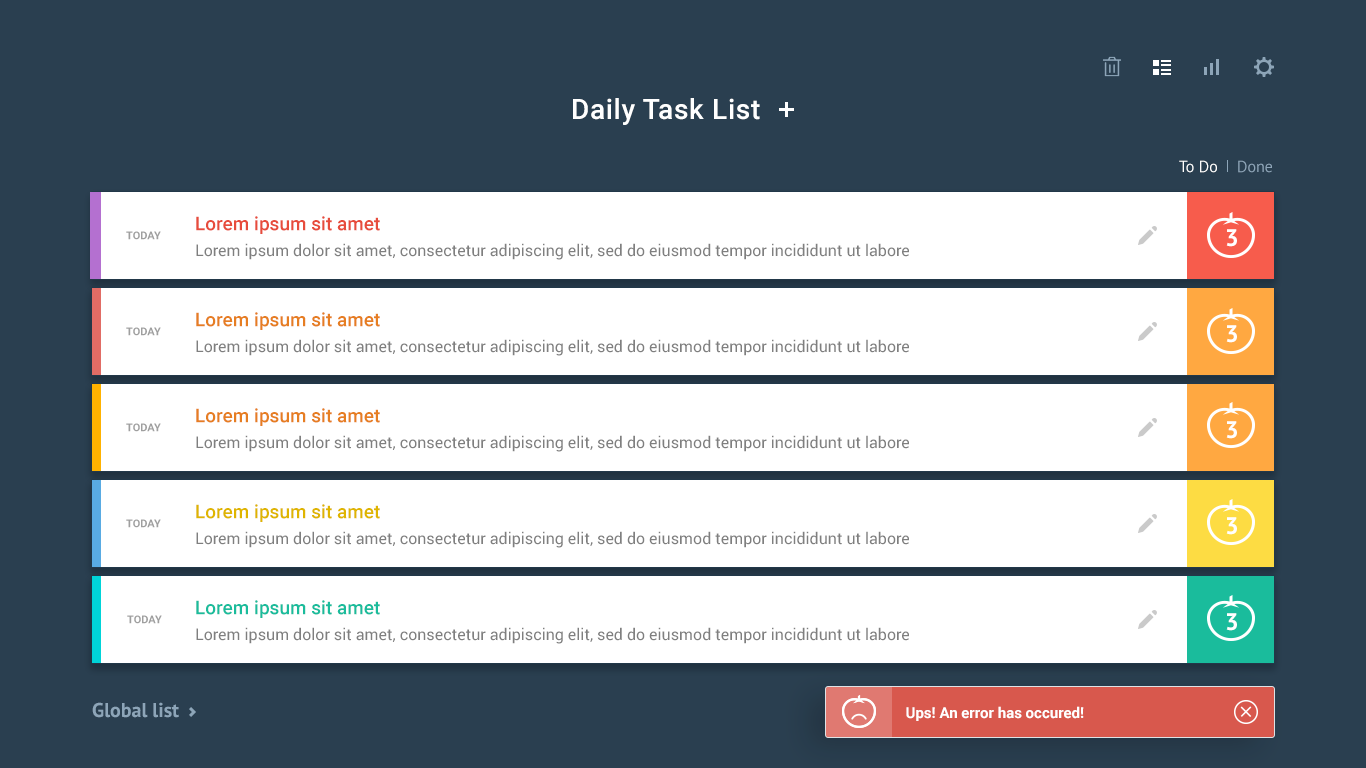 Daily Task List +
To Do | Done
TODAY
Lorem ipsum sit amet
Lorem ipsum dolor sit amet, consectetur adipiscing elit, sed do eiusmod tempor incididunt ut labore
3
TODAY
Lorem ipsum sit amet
Lorem ipsum dolor sit amet, consectetur adipiscing elit, sed do eiusmod tempor incididunt ut labore
3
TODAY
Lorem ipsum sit amet
Lorem ipsum dolor sit amet, consectetur adipiscing elit, sed do eiusmod tempor incididunt ut labore
3
TODAY
Lorem ipsum sit amet
Lorem ipsum dolor sit amet, consectetur adipiscing elit, sed do eiusmod tempor incididunt ut labore
3
TODAY
Lorem ipsum sit amet
Lorem ipsum dolor sit amet, consectetur adipiscing elit, sed do eiusmod tempor incididunt ut labore
3
Global list >
Ups! An error has occured!